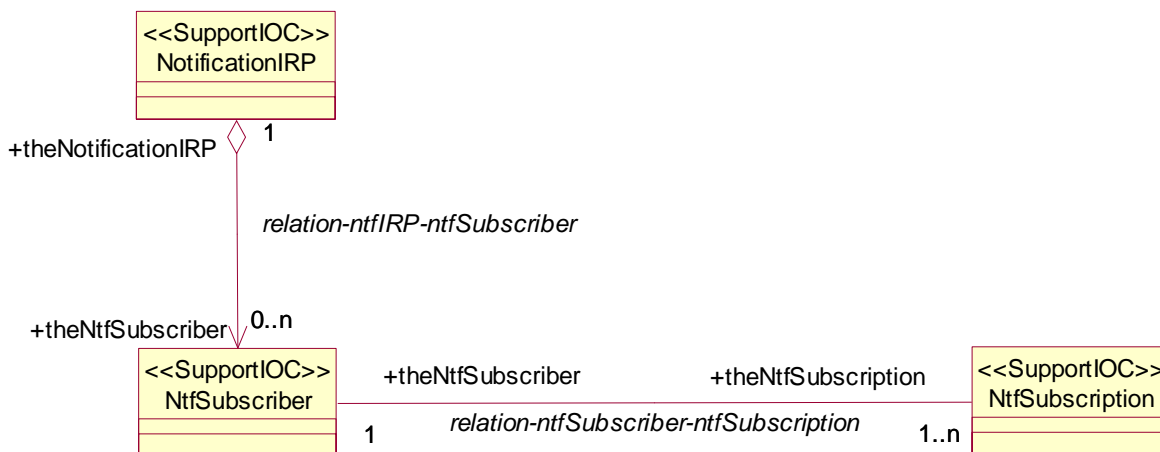 <<SupportIOC>>
NotificationIRP
1
+theNotificationIRP
relation-ntfIRP-ntfSubscriber
+theNtfSubscriber
0..n
<<SupportIOC>>
NtfSubscriber
+theNtfSubscriber
+theNtfSubscription
relation-ntfSubscriber-ntfSubscription
1
1..n
<<SupportIOC>>
NtfSubscription